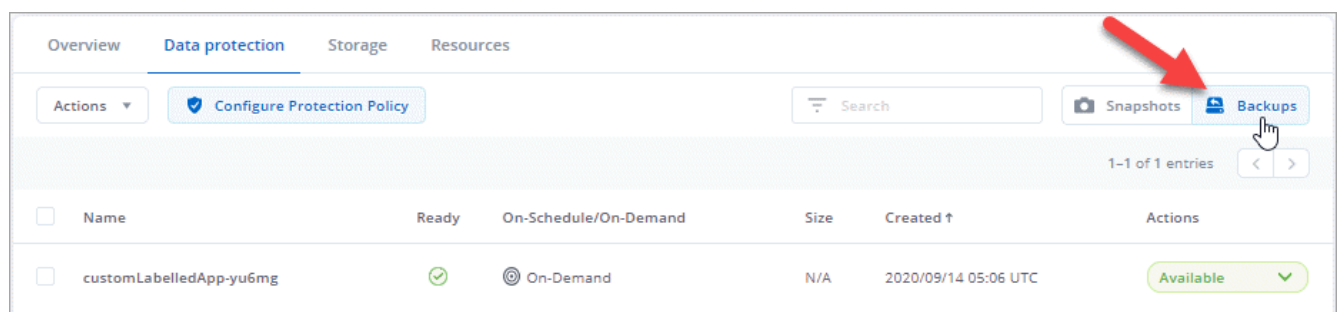 Overview Data protection Storage Resources
Actions Configure Protection Policy Search Snapshots Backups
1–1 of 1 entries
Name Ready On-Schedule/On-Demand Size Created ↑ Actions
customLabelledApp-yu6mg On-Demand N/A 2020/09/14 05:06 UTC Available